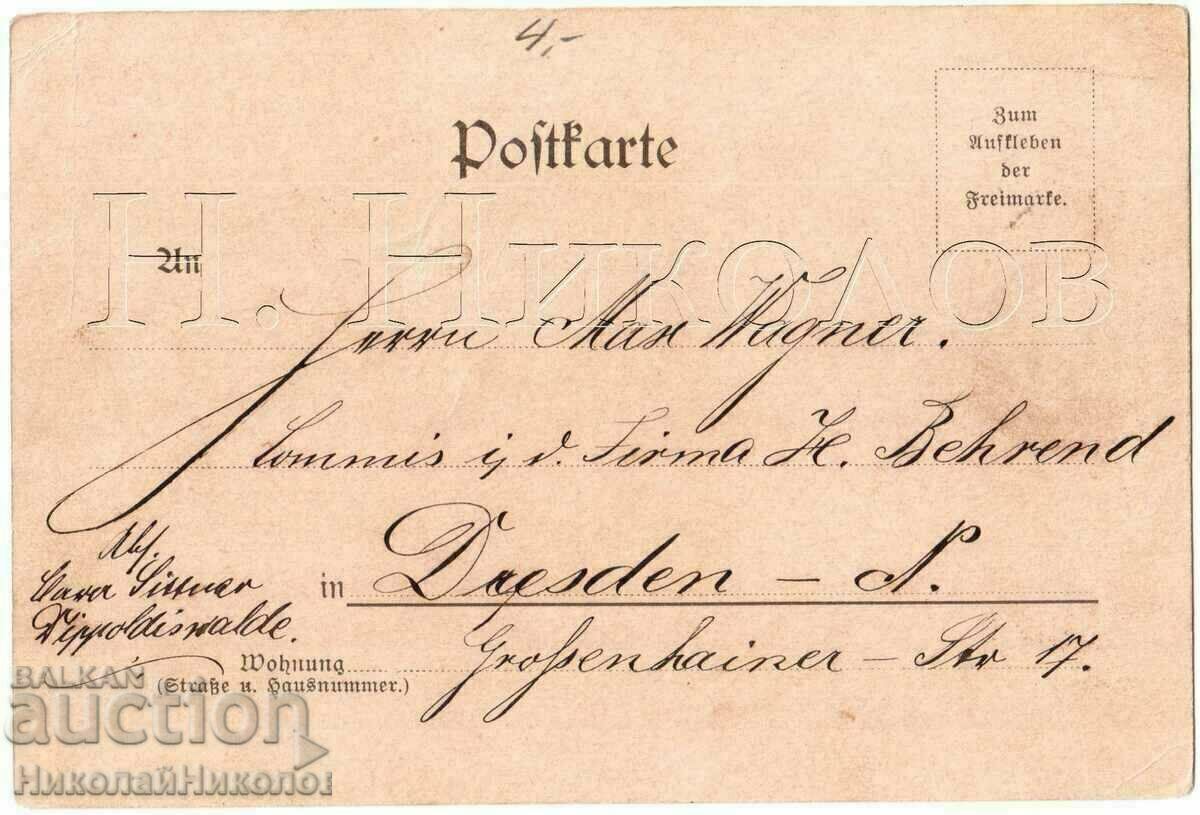 4.-
Postkarte
Zum
Aufkleben
der
Freimarke.
Н. Николов
An
Herrn Max Wagner.
Commis i/ d. Firma H. Behrend
in Dresden - N.
Abs.
Clara Sittner
Dippoldiswalde.
Wohnung Grossenhainer - Str 17.
(Straße u. Hausnummer.)
BALKAN
auction
НиколайНиколов